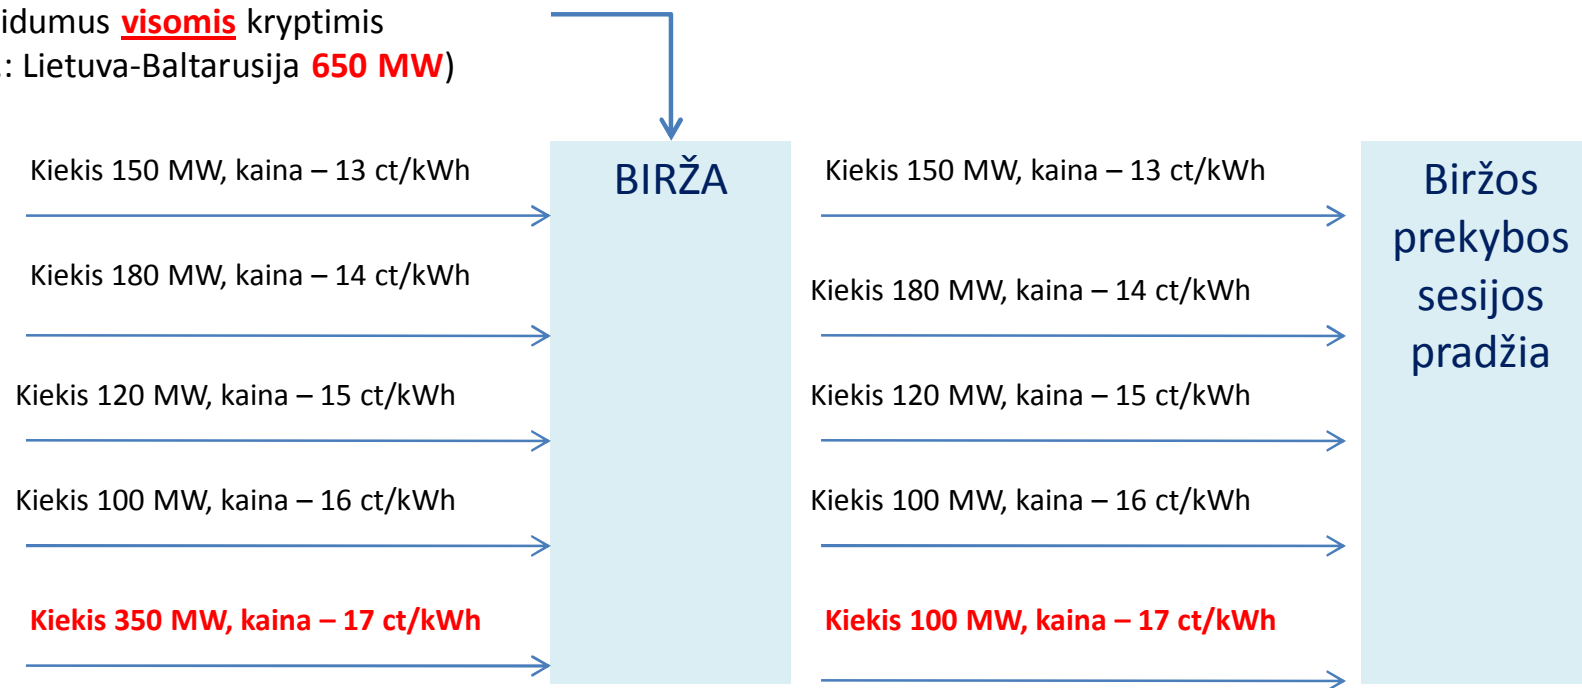 idumus visomis kryptimis
.: Lietuva-Baltarusija 650 MW)
Kiekis 150 MW, kaina – 13 ct/kWh
Kiekis 180 MW, kaina – 14 ct/kWh
Kiekis 120 MW, kaina – 15 ct/kWh
Kiekis 100 MW, kaina – 16 ct/kWh
Kiekis 350 MW, kaina – 17 ct/kWh
BIRŽA
Kiekis 150 MW, kaina – 13 ct/kWh
Kiekis 180 MW, kaina – 14 ct/kWh
Kiekis 120 MW, kaina – 15 ct/kWh
Kiekis 100 MW, kaina – 16 ct/kWh
Kiekis 100 MW, kaina – 17 ct/kWh
Biržos
prekybos
sesijos
pradžia